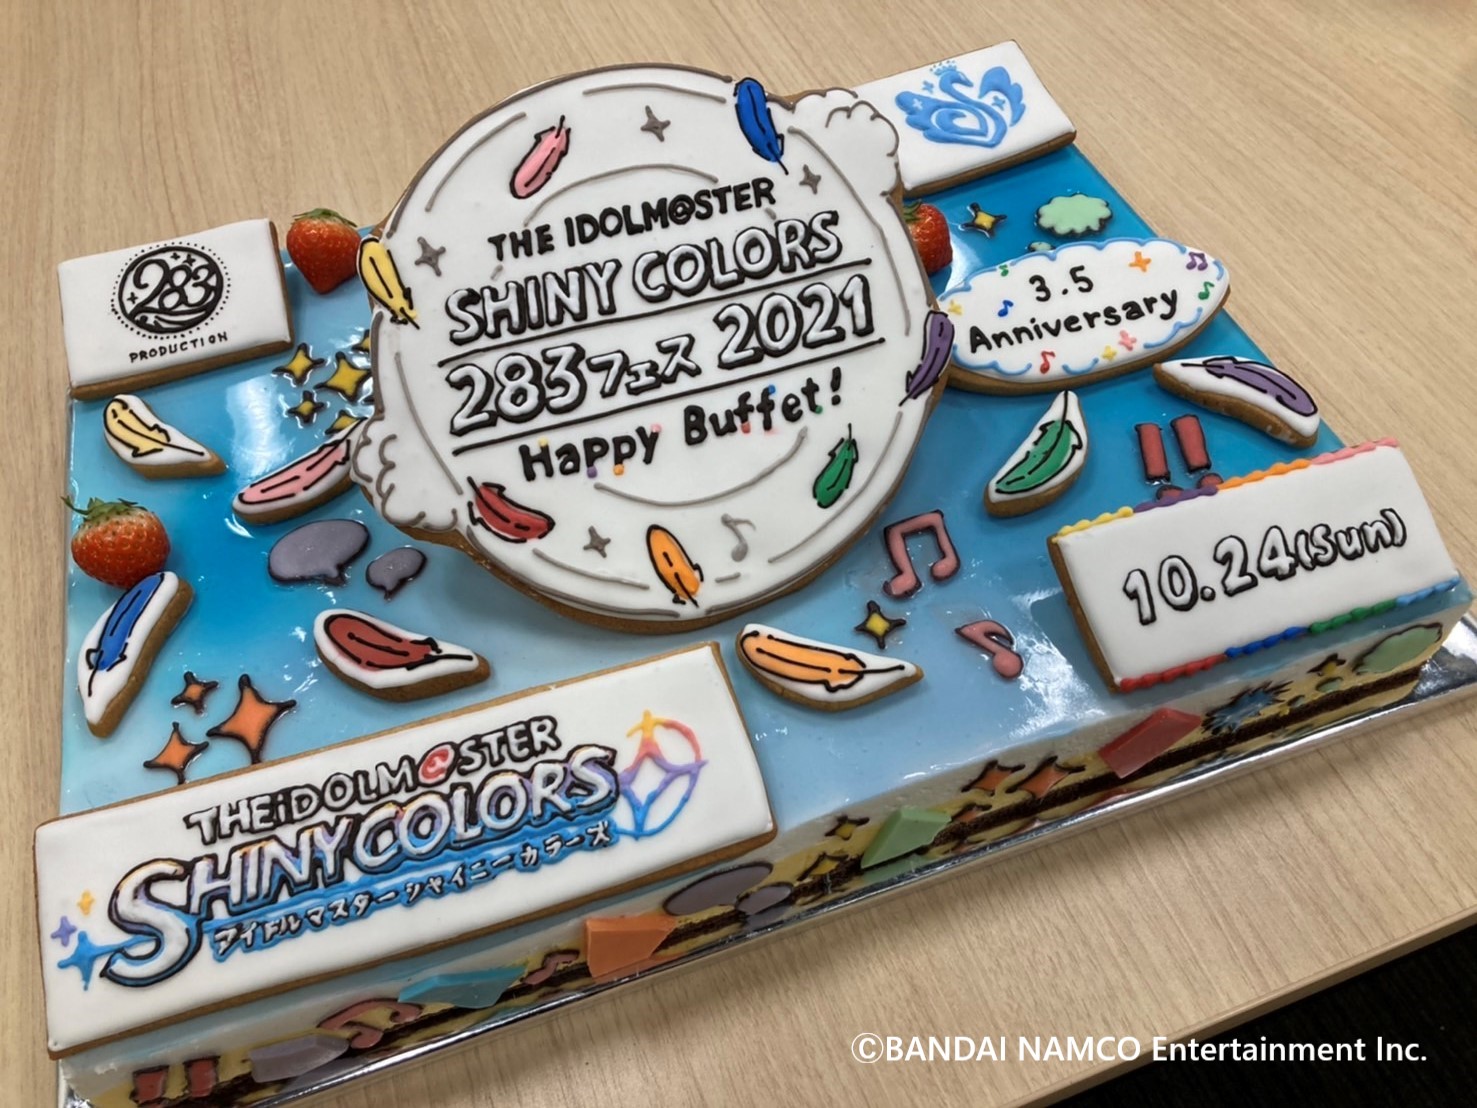 283
PRODUCTION
THE IDOLM@STER
SHINY COLORS
283フェス 2021
Happy Buffet!
3.5
Anniversary
10.24(Sun)
THE iDOLM@STER
SHINY COLORS
アイドルマスターシャイニーカラーズ
©BANDAI NAMCO Entertainment Inc.